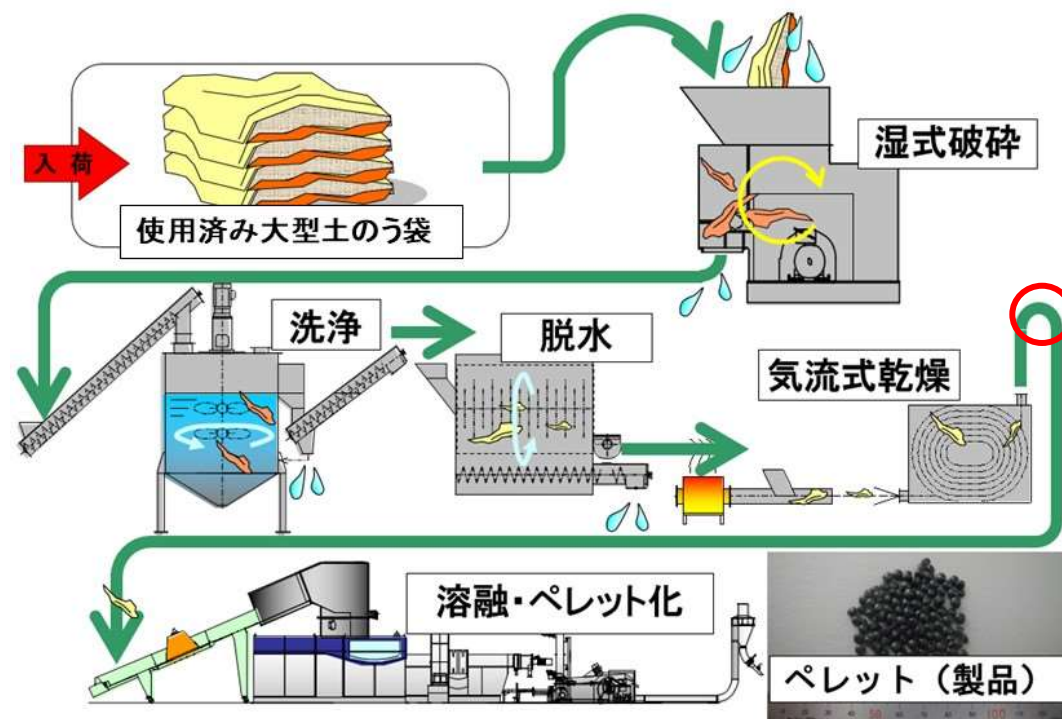 入荷
使用済み大型土のう袋
湿式破砕
洗浄
脱水
気流式乾燥
溶融・ペレット化
ペレット（製品）